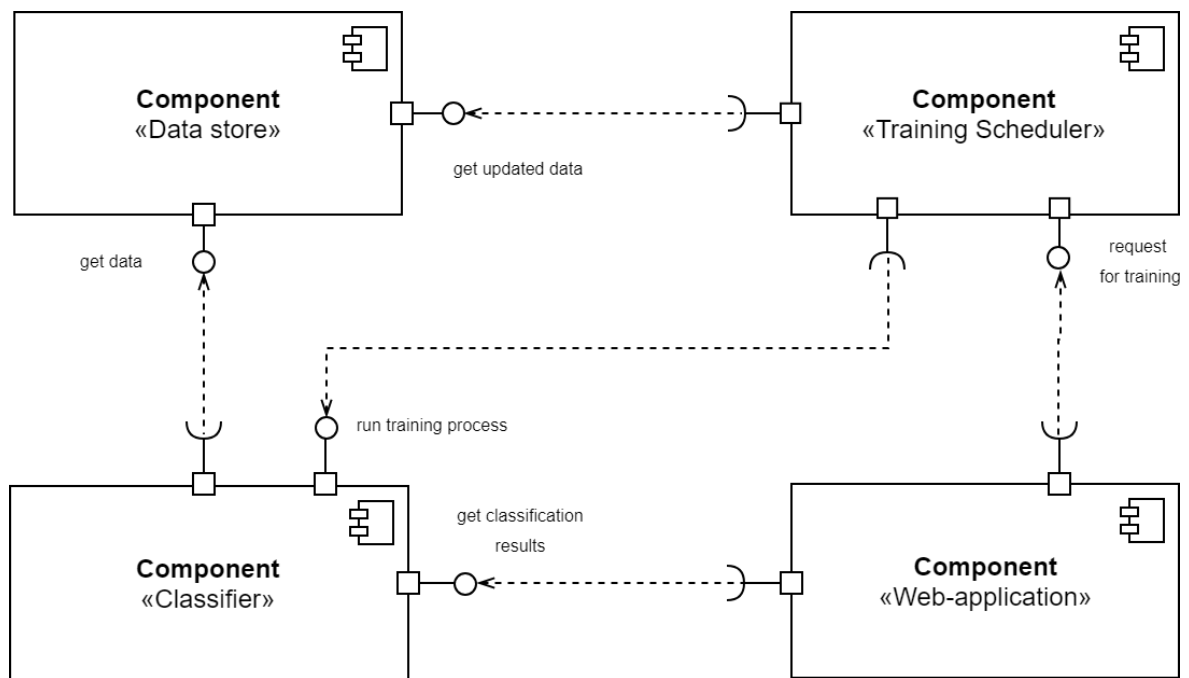 Component
«Data store»
Component
«Training Scheduler»
get updated data
get data
request
for training
run training process
get classification
results
Component
«Classifier»
Component
«Web-application»